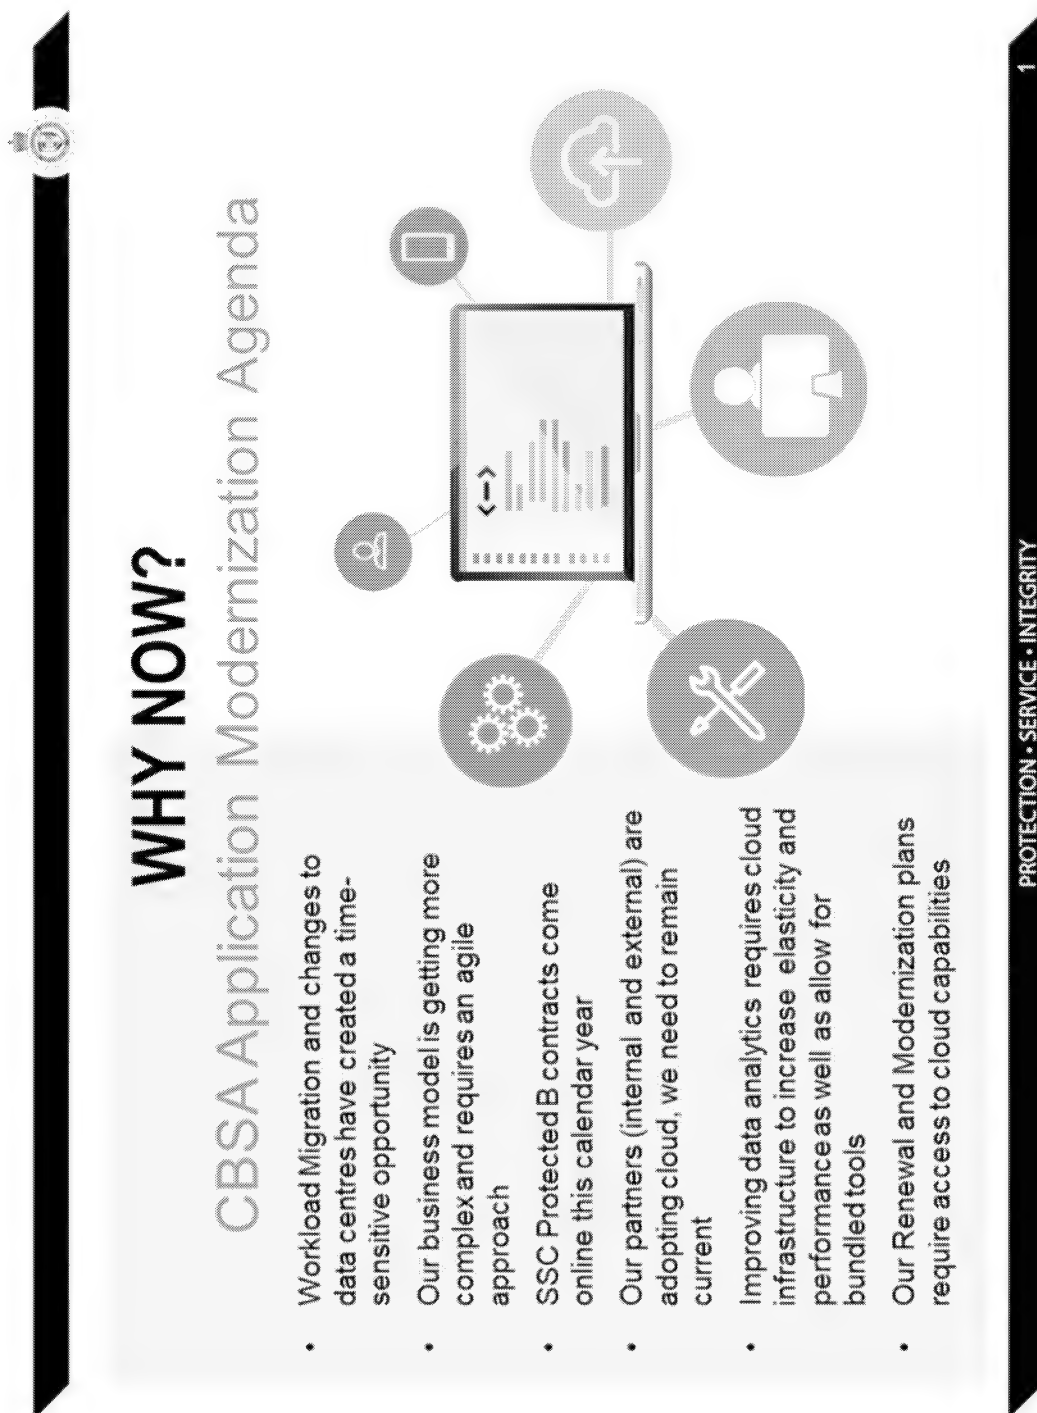 WHY NOW?
CBSA Application Modernization Agenda
• Workload Migration and changes to
data centres have created a time-
sensitive opportunity
• Our business model is getting more
complex and requires an agile
approach
• SSC Protected B contracts come
online this calendar year
• Our partners (internal and external) are
adopting cloud, we need to remain
current
• Improving data analytics requires cloud
infrastructure to increase elasticity and
performance as well as allow for
bundled tools
• Our Renewal and Modernization plans
require access to cloud capabilities
PROTECTION • SERVICE • INTEGRITY
1